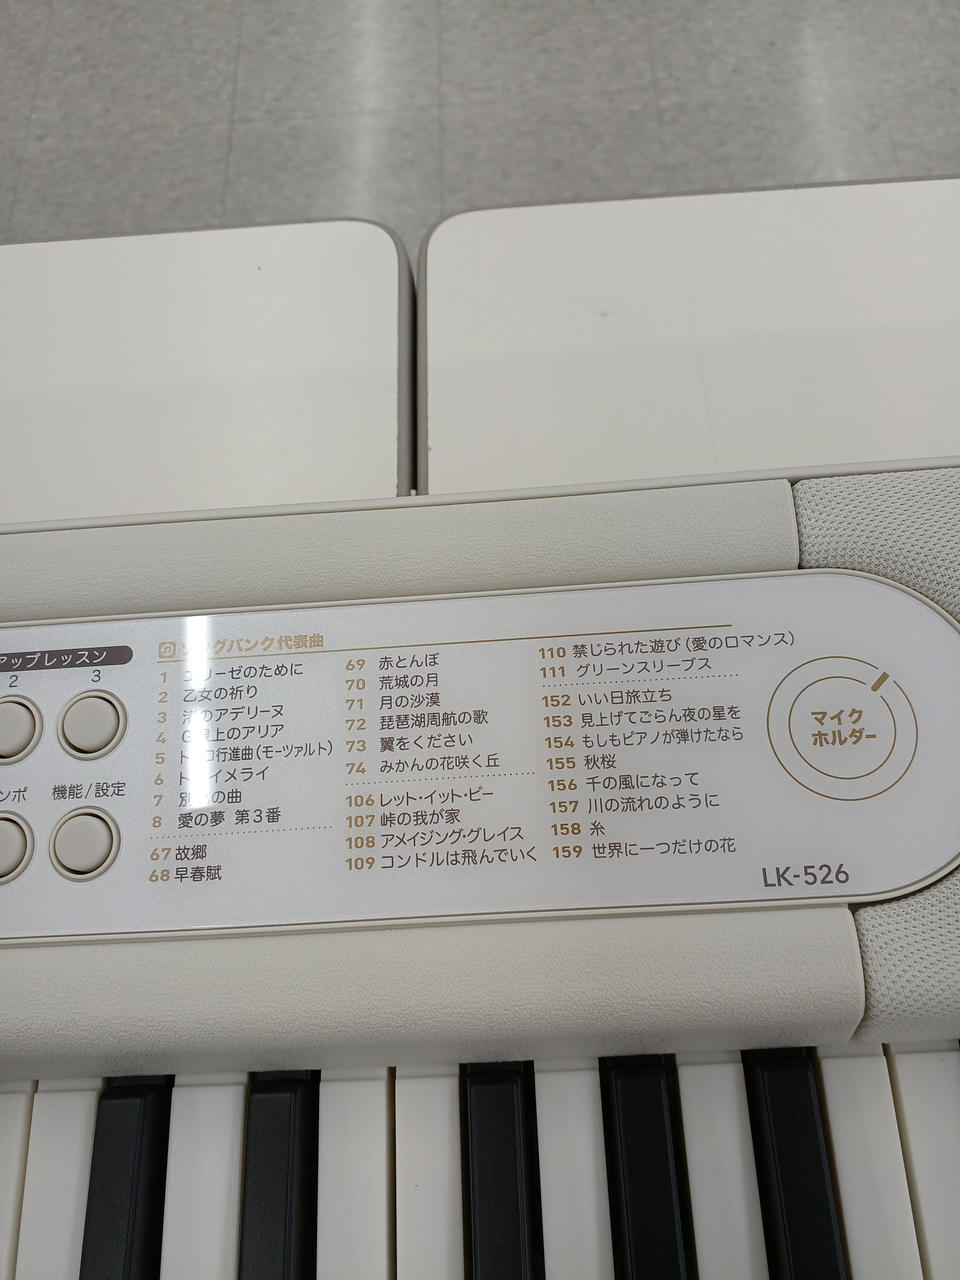 アップレッスン
2
3
ンポ
機能/設定
グバンク代表曲
1 エリーゼのために
2 乙女の祈り
3 渚のアデリーヌ
4 G線上のアリア
5 トルコ行進曲(モーツァルト)
6 トロイメライ
7 別れの曲
8 愛の夢 第3番
67 故郷
68 早春賦
69 赤とんぼ
70 荒城の月
71 月の沙漠
72 琵琶湖周航の歌
73 翼をください
74 みかんの花咲く丘
106 レット・イット・ビー
107 峠の我が家
108 アメイジング・グレイス
109 コンドルは飛んでいく
110 禁じられた遊び(愛のロマンス)
111 グリーンスリーブス
152 いい日旅立ち
153 見上げてごらん夜の星を
154 もしもピアノが弾けたなら
155 秋桜
156 千の風になって
157 川の流れのように
158 糸
159 世界に一つだけの花
マイク
ホルダー
LK-526